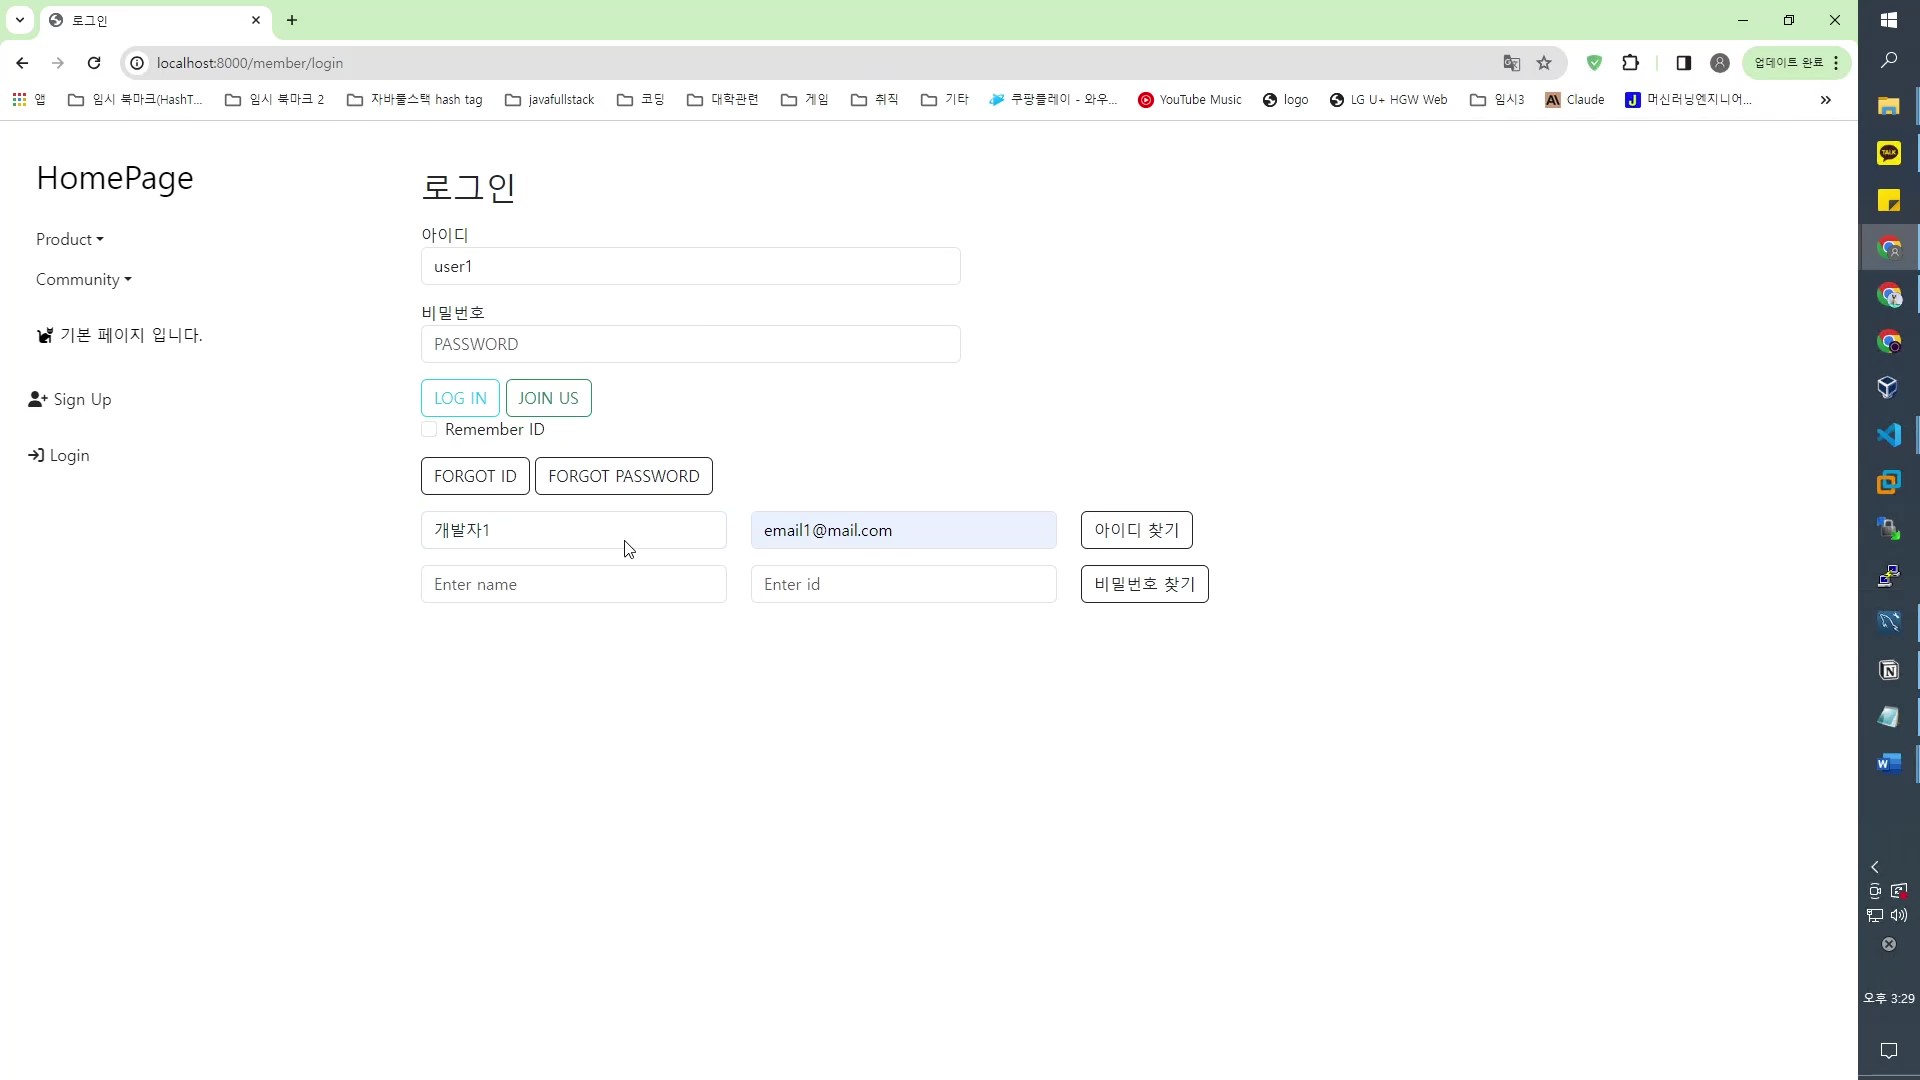 로그인
localhost:8000/member/login
업데이트 완료
앱
임시 북마크(HashT...
임시 북마크 2
자바풀스택 hash tag
javafullstack
코딩
대학관련
게임
취직
기타
쿠팡플레이 - 와우...
YouTube Music
logo
LG U+ HGW Web
임시3
Claude
머신러닝엔지니어...
HomePage
Product
Community
기본 페이지 입니다.
Sign Up
Login
로그인
아이디
user1
비밀번호
PASSWORD
LOG IN JOIN US
Remember ID
FORGOT ID FORGOT PASSWORD
개발자1 email1@mail.com 아이디 찾기
Enter name Enter id 비밀번호 찾기
TALK
오후 3:29